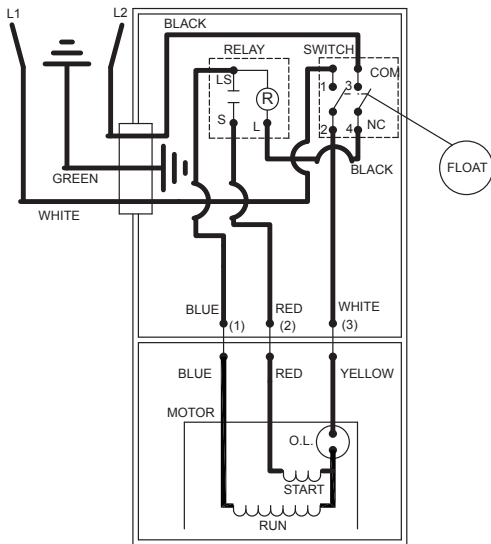 L1
L2
BLACK
RELAY
SWITCH
LS
COM
1
3
R
S
L
2
4
NC
FLOAT
BLACK
GREEN
WHITE
BLUE
RED
WHITE
(1)
(2)
(3)
BLUE
RED
YELLOW
MOTOR
O.L.
START
RUN